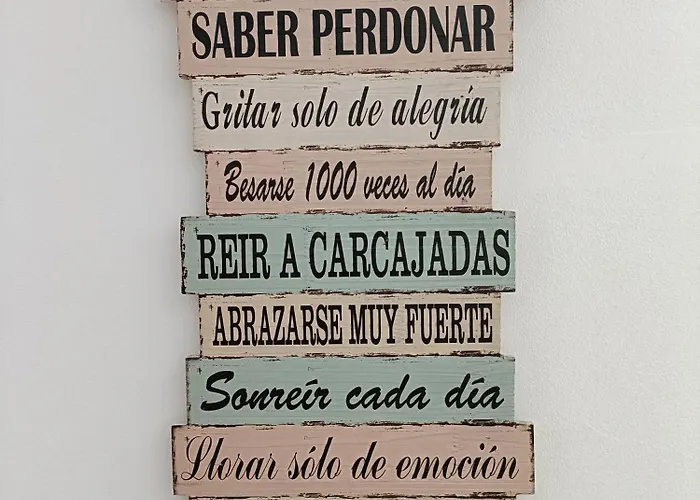 SABER PERDONAR
Gritar solo de alegría
Besarse 1000 veces al día
REIR A CARCAJADAS
ABRAZARSE MUY FUERTE
Sonreír cada día
Llorar sólo de emoción